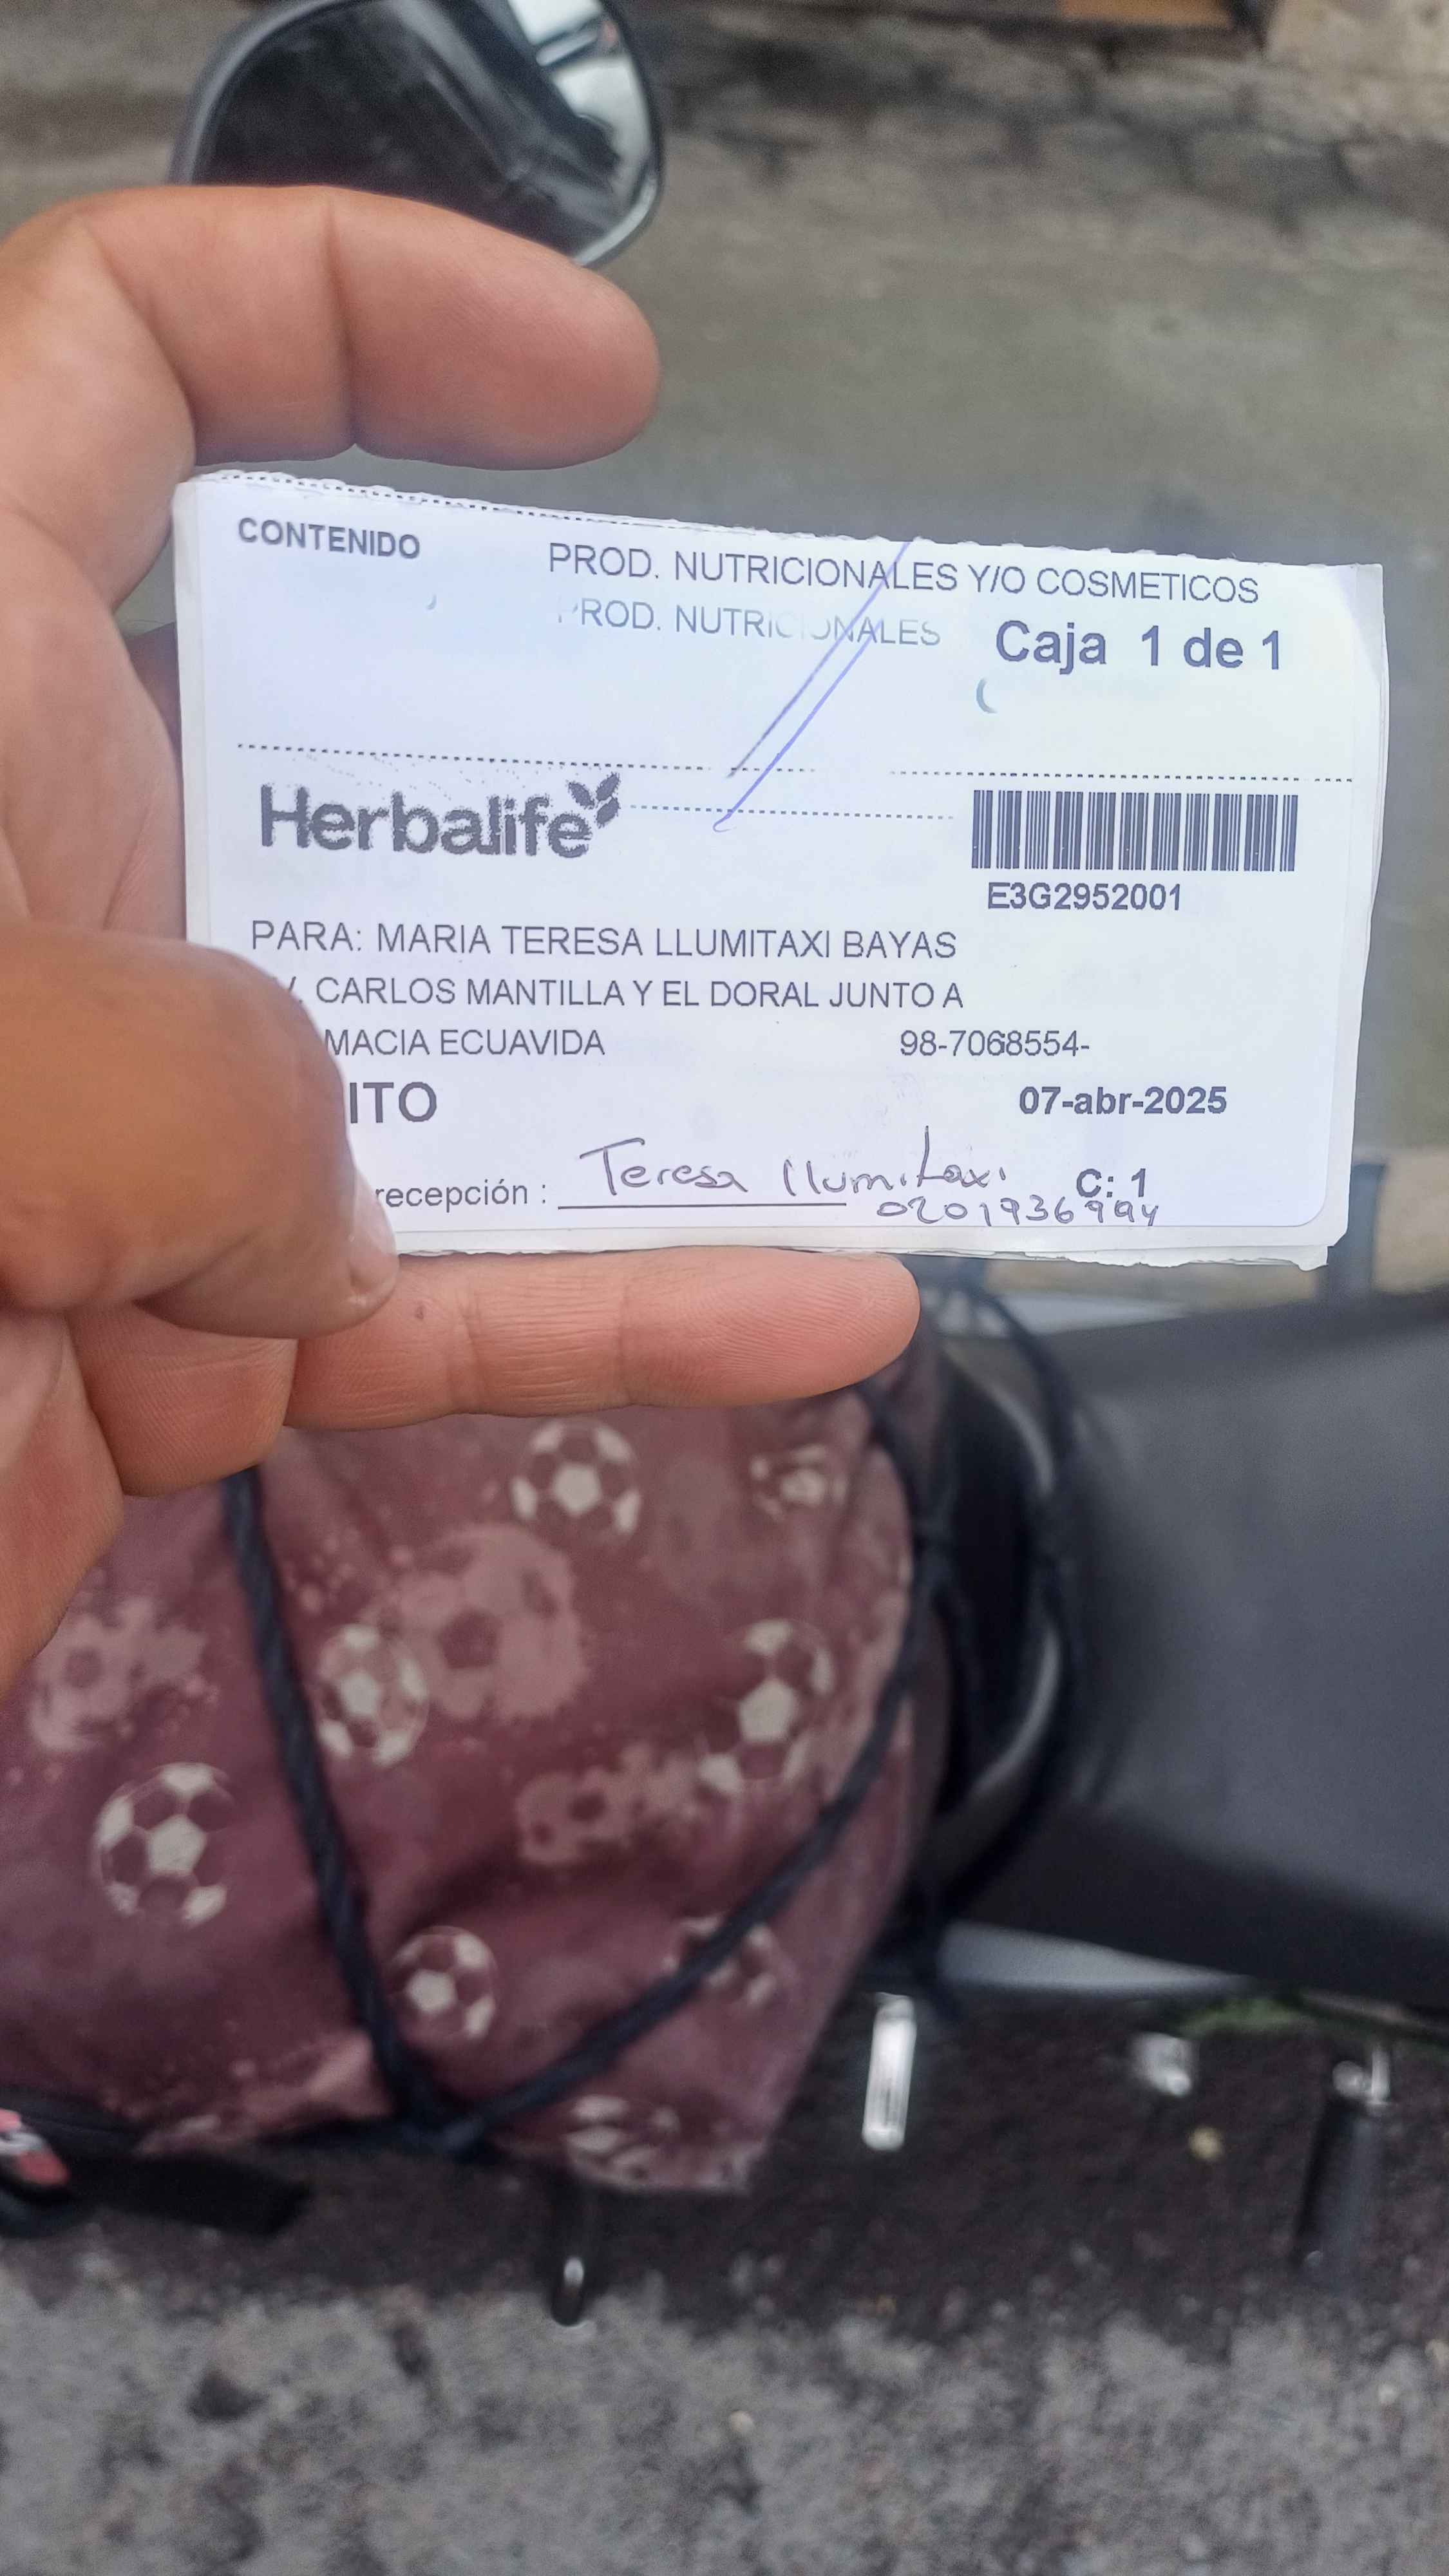 CONTENIDO PROD. NUTRICIONALES Y/O COSMETICOS
PROD. NUTRICIONALES Caja 1 de 1
Herbalife
E3G2952001
PARA: MARIA TERESA LLUMITAXI BAYAS
CARLOS MANTILLA Y EL DORAL JUNTO A
MACIA ECUAVIDA 98-7068554-
ITO 07-abr-2025
recepción : Teresa llumitaxi C: 1
0201936994